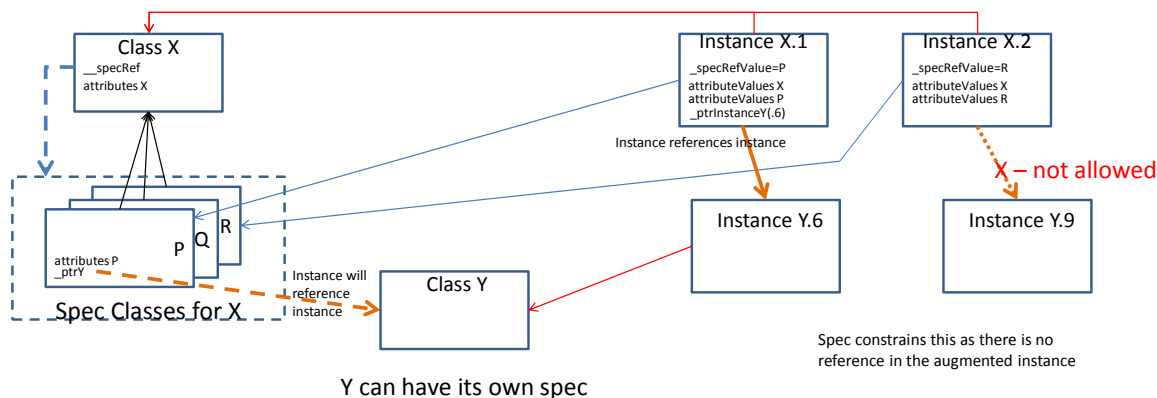 Class X
__specRef
attributes X
Instance X.1
_specRefValue=P
attributeValues X
attributeValues P
_ptrInstanceY(.6)
Instance X.2
_specRefValue=R
attributeValues X
attributeValues R
Instance references instance
X – not allowed
R
Q
P
attributes P
_ptrY
Spec Classes for X
Instance will
reference
instance
Class Y
Instance Y.6
Instance Y.9
Spec constrains this as there is no
reference in the augmented instance
Y can have its own spec